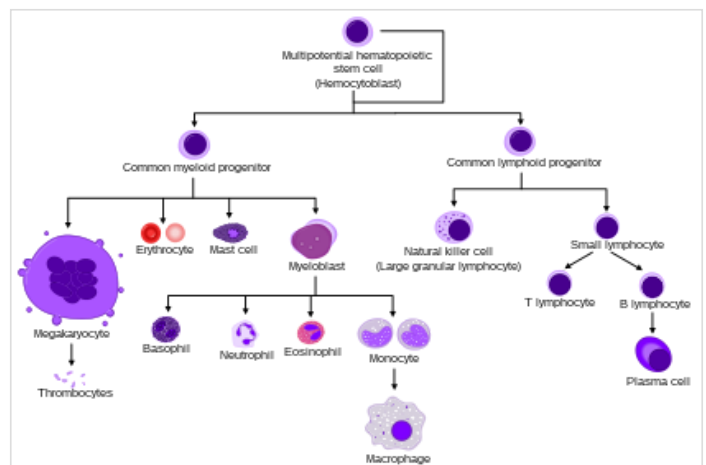 Multipotential hematopoietic
stem cell
(Hemocytoblast)
Common myeloid progenitor
Common lymphoid progenitor
Erythrocyte
Mast cell
Myeloblast
Natural killer cell
(Large granular lymphocyte)
Small lymphocyte
T lymphocyte
B lymphocyte
Megakaryocyte
Basophil
Neutrophil
Eosinophil
Monocyte
Plasma cell
Thrombocytes
Macrophage